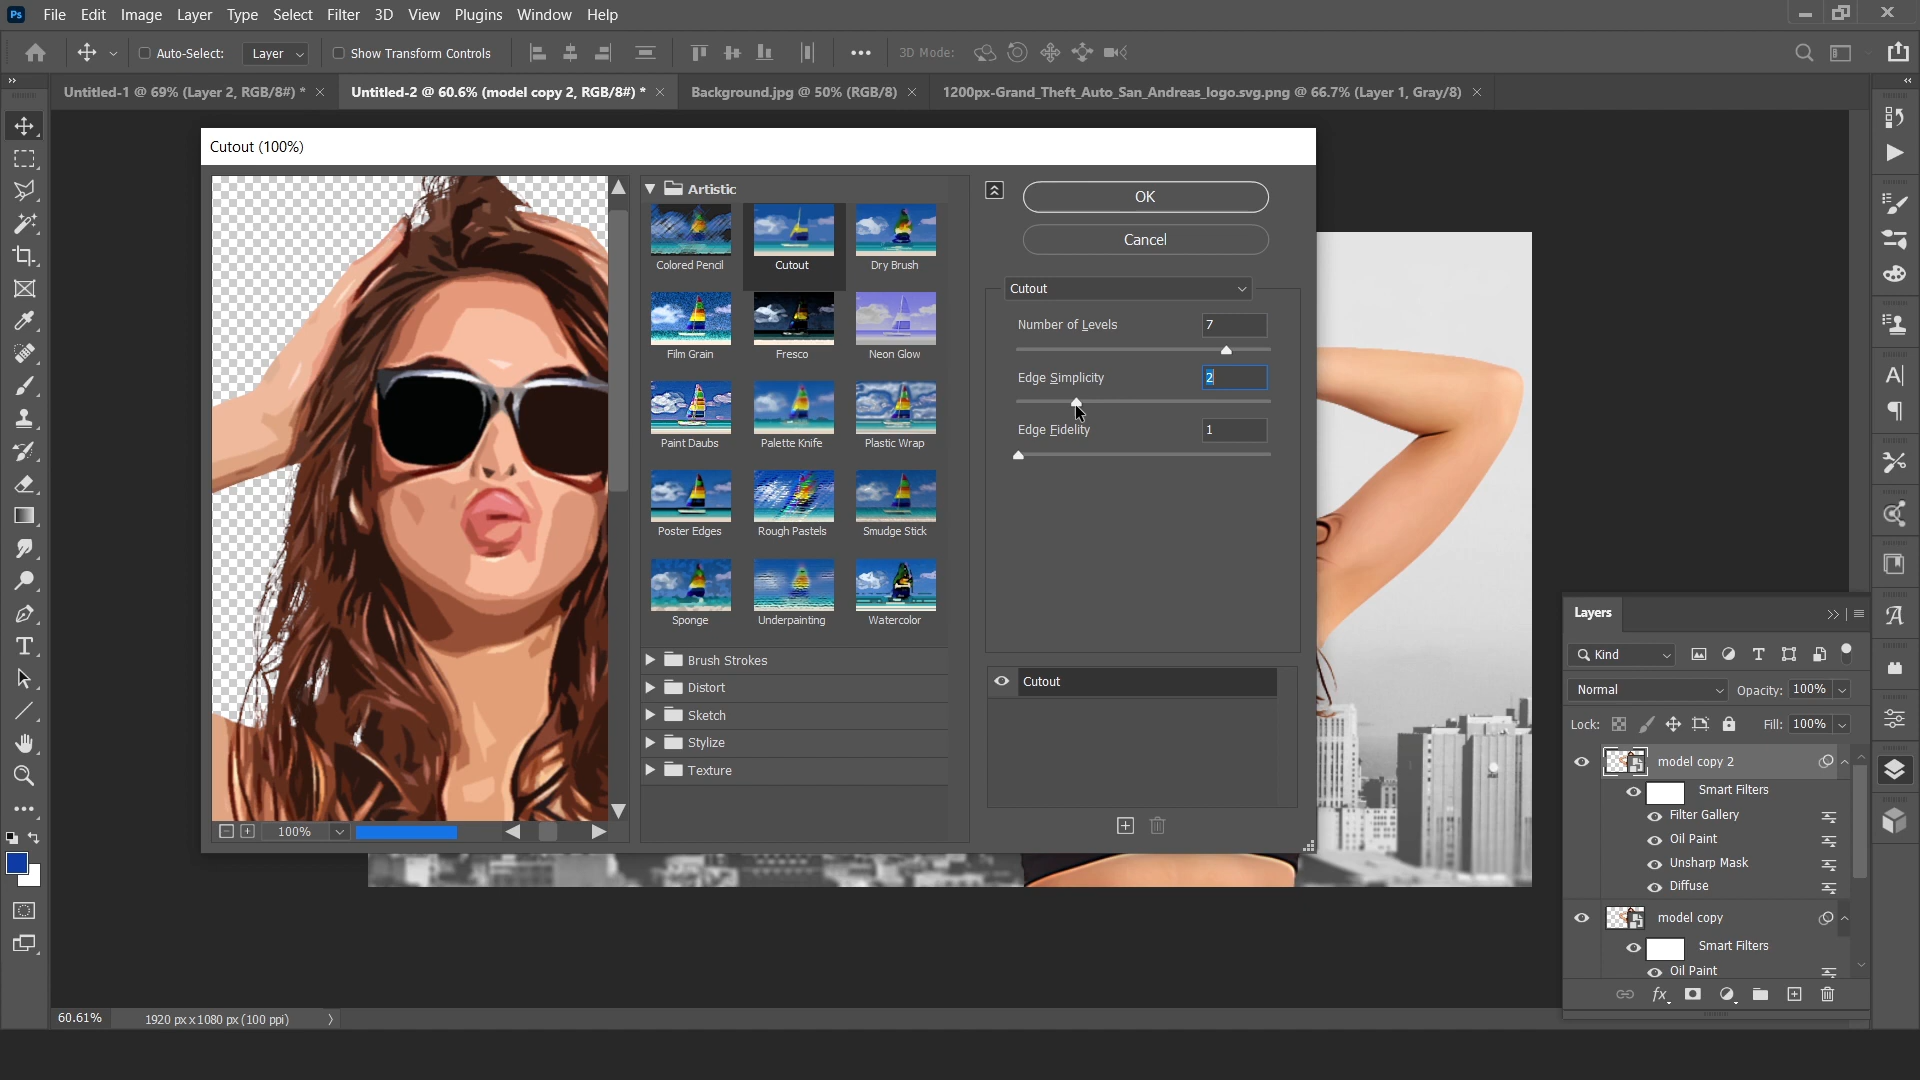 Ps File Edit Image Layer Type Select Filter 3D View Plugins Window Help
Auto-Select: Layer Show Transform Controls 3D Mode:
Untitled-1 @ 69% (Layer 2, RGB/8#) * Untitled-2 @ 60.6% (model copy 2, RGB/8#) * Background.jpg @ 50% (RGB/8) 1200px-Grand_Theft_Auto_San_Andreas_logo.svg.png @ 66.7% (Layer 1, Gray/8)
Cutout (100%)
Artistic
Colored Pencil Cutout Dry Brush
Film Grain Fresco Neon Glow
Paint Daubs Palette Knife Plastic Wrap
Poster Edges Rough Pastels Smudge Stick
Sponge Underpainting Watercolor
Brush Strokes
Distort
Sketch
Stylize
Texture
100%
OK
Cancel
Cutout
Number of Levels 7
Edge Simplicity 2
Edge Fidelity 1
Cutout
Layers
Kind
Normal Opacity: 100%
Lock: Fill: 100%
model copy 2
Smart Filters
Filter Gallery
Oil Paint
Unsharp Mask
Diffuse
model copy
Smart Filters
Oil Paint
fx
60.61% 1920 px x 1080 px (100 ppi)